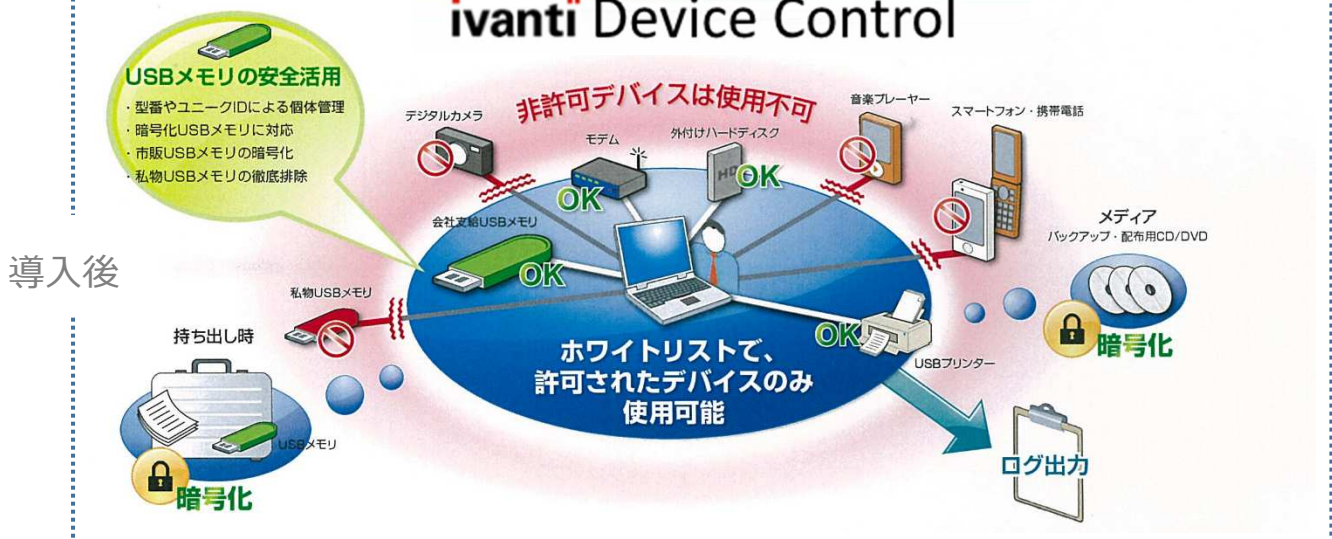 ivanti Device Control
USBメモリの安全活用
・型番やユニークIDによる個体管理
・暗号化USBメモリに対応
・市販USBメモリの暗号化
・私物USBメモリの徹底排除
非許可デバイスは使用不可
デジタルカメラ
モデム
外付けハードディスク
音楽プレーヤー
スマートフォン・携帯電話
HD
OK
OK
会社支給USBメモリ
OK
メディア
バックアップ・配布用CD/DVD
暗号化
導入後
私物USBメモリ
持ち出し時
USBメモリ
暗号化
OK
USBプリンター
ホワイトリストで、
許可されたデバイスのみ
使用可能
ログ出力